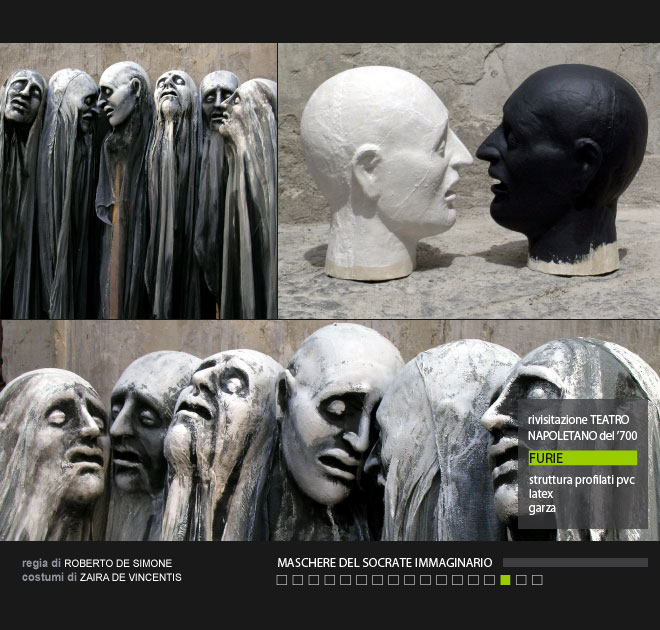 rivisitazione TEATRO
NAPOLETANO del '700
FURIE
struttura profilati pvc
latex
garza
regia di ROBERTO DE SIMONE
costumi di ZAIRA DE VINCENTIS
MASCHERE DEL SOCRATE IMMAGINARIO